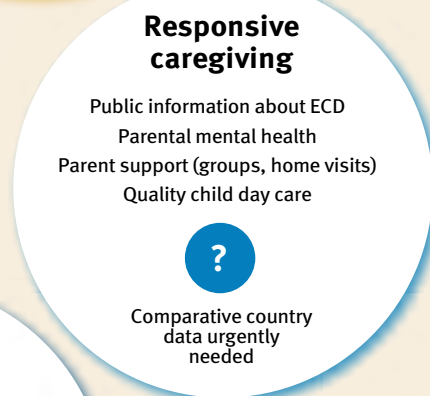 Responsive
caregiving
Public information about ECD
Parental mental health
Parent support (groups, home visits)
Quality child day care
?
Comparative country
data urgently
needed